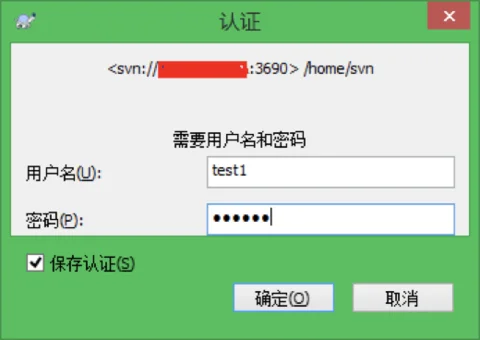 认证
<svn:// :3690> /home/svn
需要用户名和密码
用户名(U): test1
密码(P): ●●●●●●
保存认证(S)
确定(O) 取消